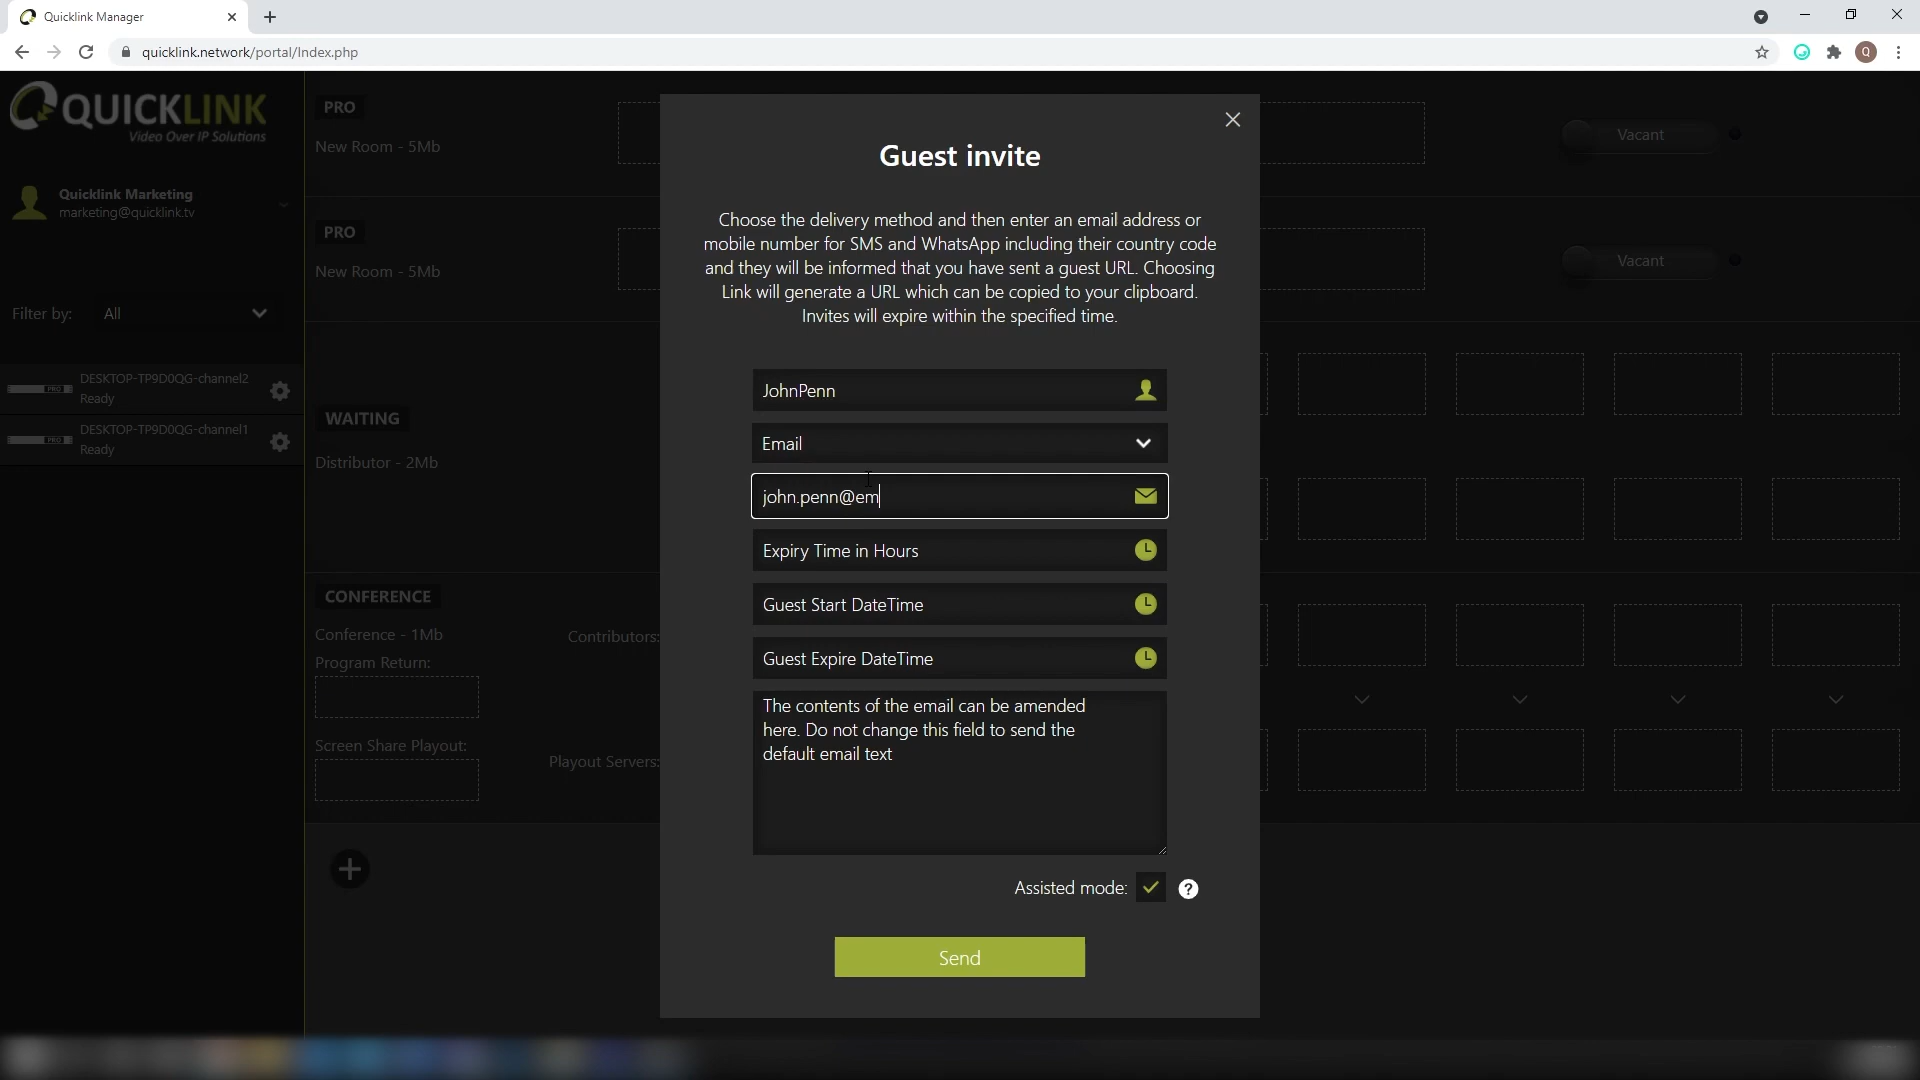 Quicklink Manager
quicklink.network/portal/Index.php
Q
QUICKLINK
Video Over IP Solutions
Quicklink Marketing
marketing@quicklink.tv
Filter by:
All
PRO
DESKTOP-TP9D0QG-channel2
Ready
PRO
DESKTOP-TP9D0QG-channel1
Ready
PRO
New Room - 5Mb
Vacant
PRO
New Room - 5Mb
Vacant
WAITING
Distributor - 2Mb
CONFERENCE
Conference - 1Mb
Contributors:
Program Return:
Screen Share Playout:
Playout Servers:
Guest invite
Choose the delivery method and then enter an email address or
mobile number for SMS and WhatsApp including their country code
and they will be informed that you have sent a guest URL. Choosing
Link will generate a URL which can be copied to your clipboard.
Invites will expire within the specified time.
JohnPenn
Email
john.penn@em
Expiry Time in Hours
Guest Start DateTime
Guest Expire DateTime
The contents of the email can be amended
here. Do not change this field to send the
default email text
Assisted mode:
?
Send